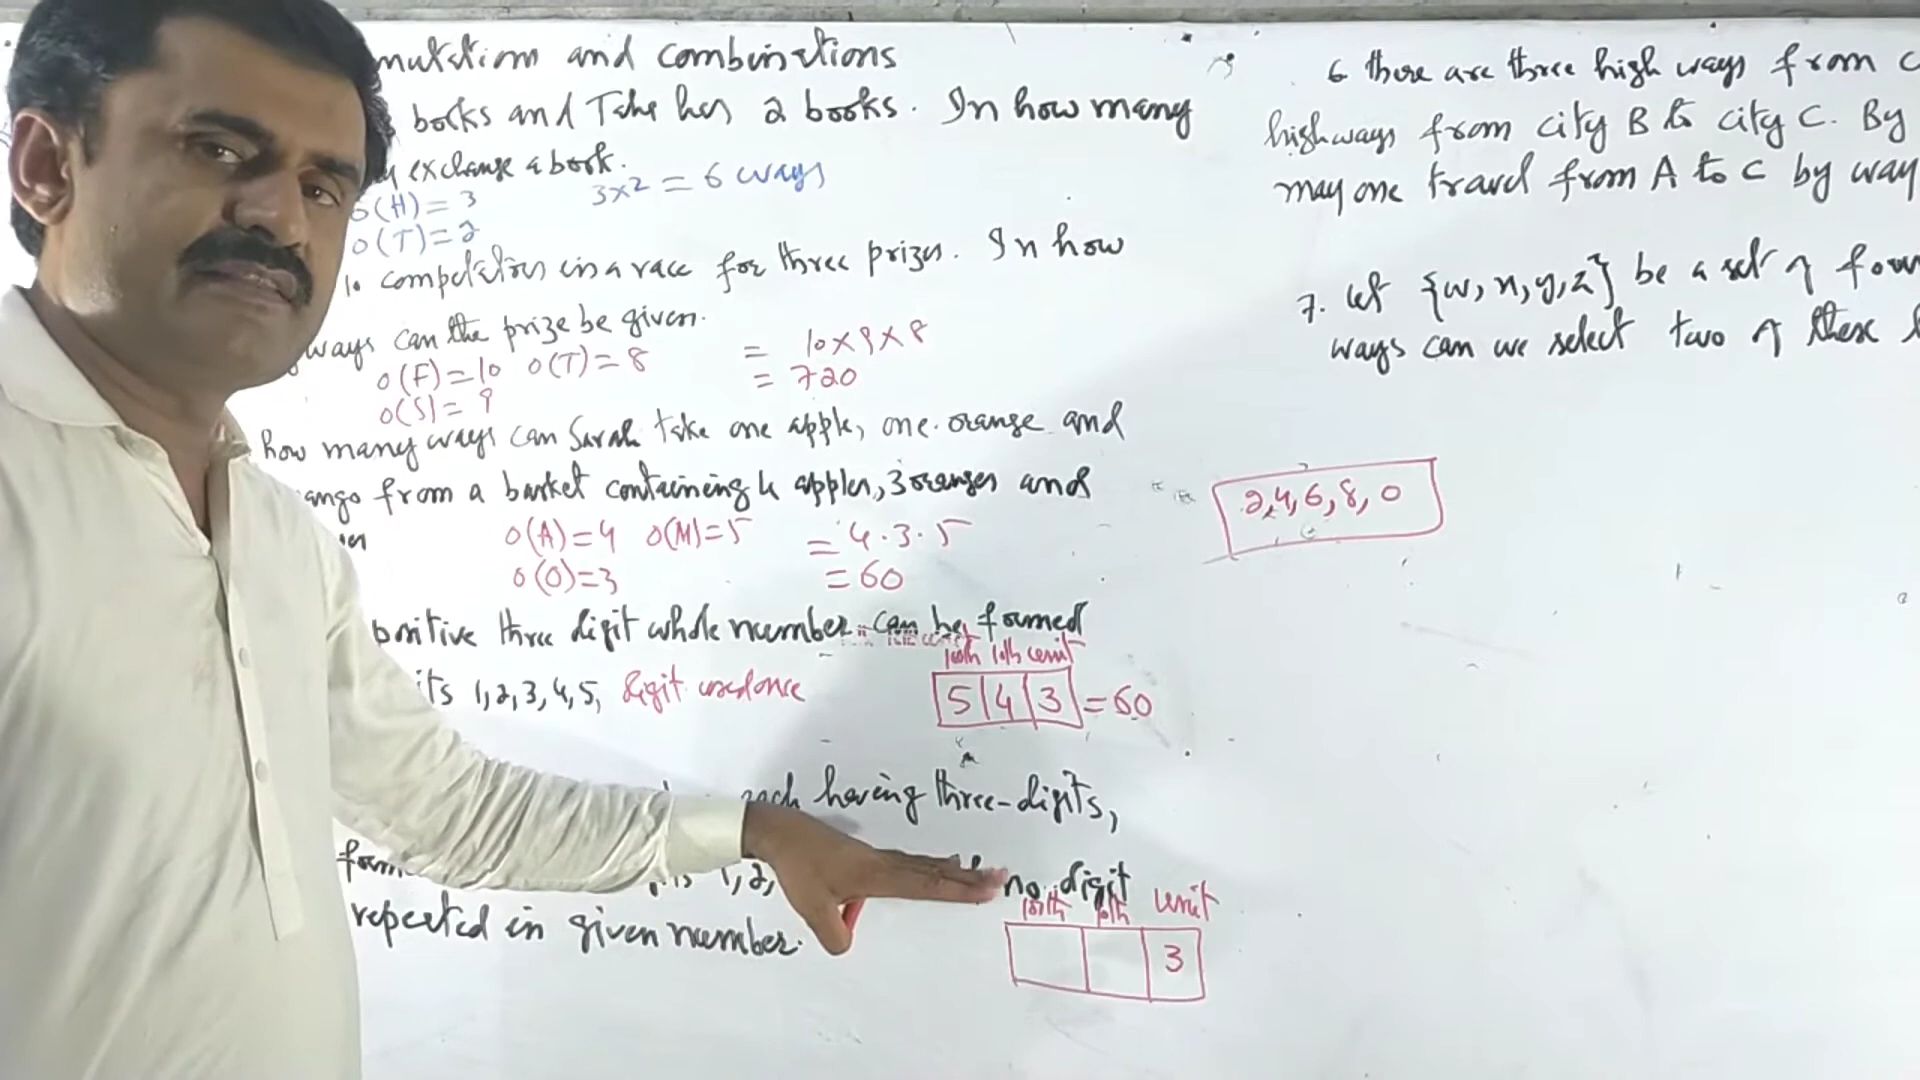 mutation and combinations
books and Taha has 2 books. In how many
exchange a book.
3x2 = 6 ways
o(H) = 3
o(T) = 2
10 competators in a race for three prizes. In how
ways can the prize be given.
o(F) = 10 o(T) = 8
o(S) = 9
= 10 x 9 x 8
= 720
how many ways can Sarah take one apple, one orange and
ango from a basket containing 4 apples, 3 oranges and
o(A) = 4 o(M) = 5
o(O) = 3
= 4 . 3 . 5
= 60
positive three digit whole number can be formed
its 1, 2, 3, 4, 5, digit used once
100th 10th unit
5 4 3 = 60
each having three-digits,
form
1, 2,
no digit
repeated in given number.
100th 10th unit
3
6 there are three high ways from c
highways from city B to city C. By
may one travel from A to C by way
7. let {w, x, y, z} be a set of four
ways can we select two of these l
2, 4, 6, 8, 0